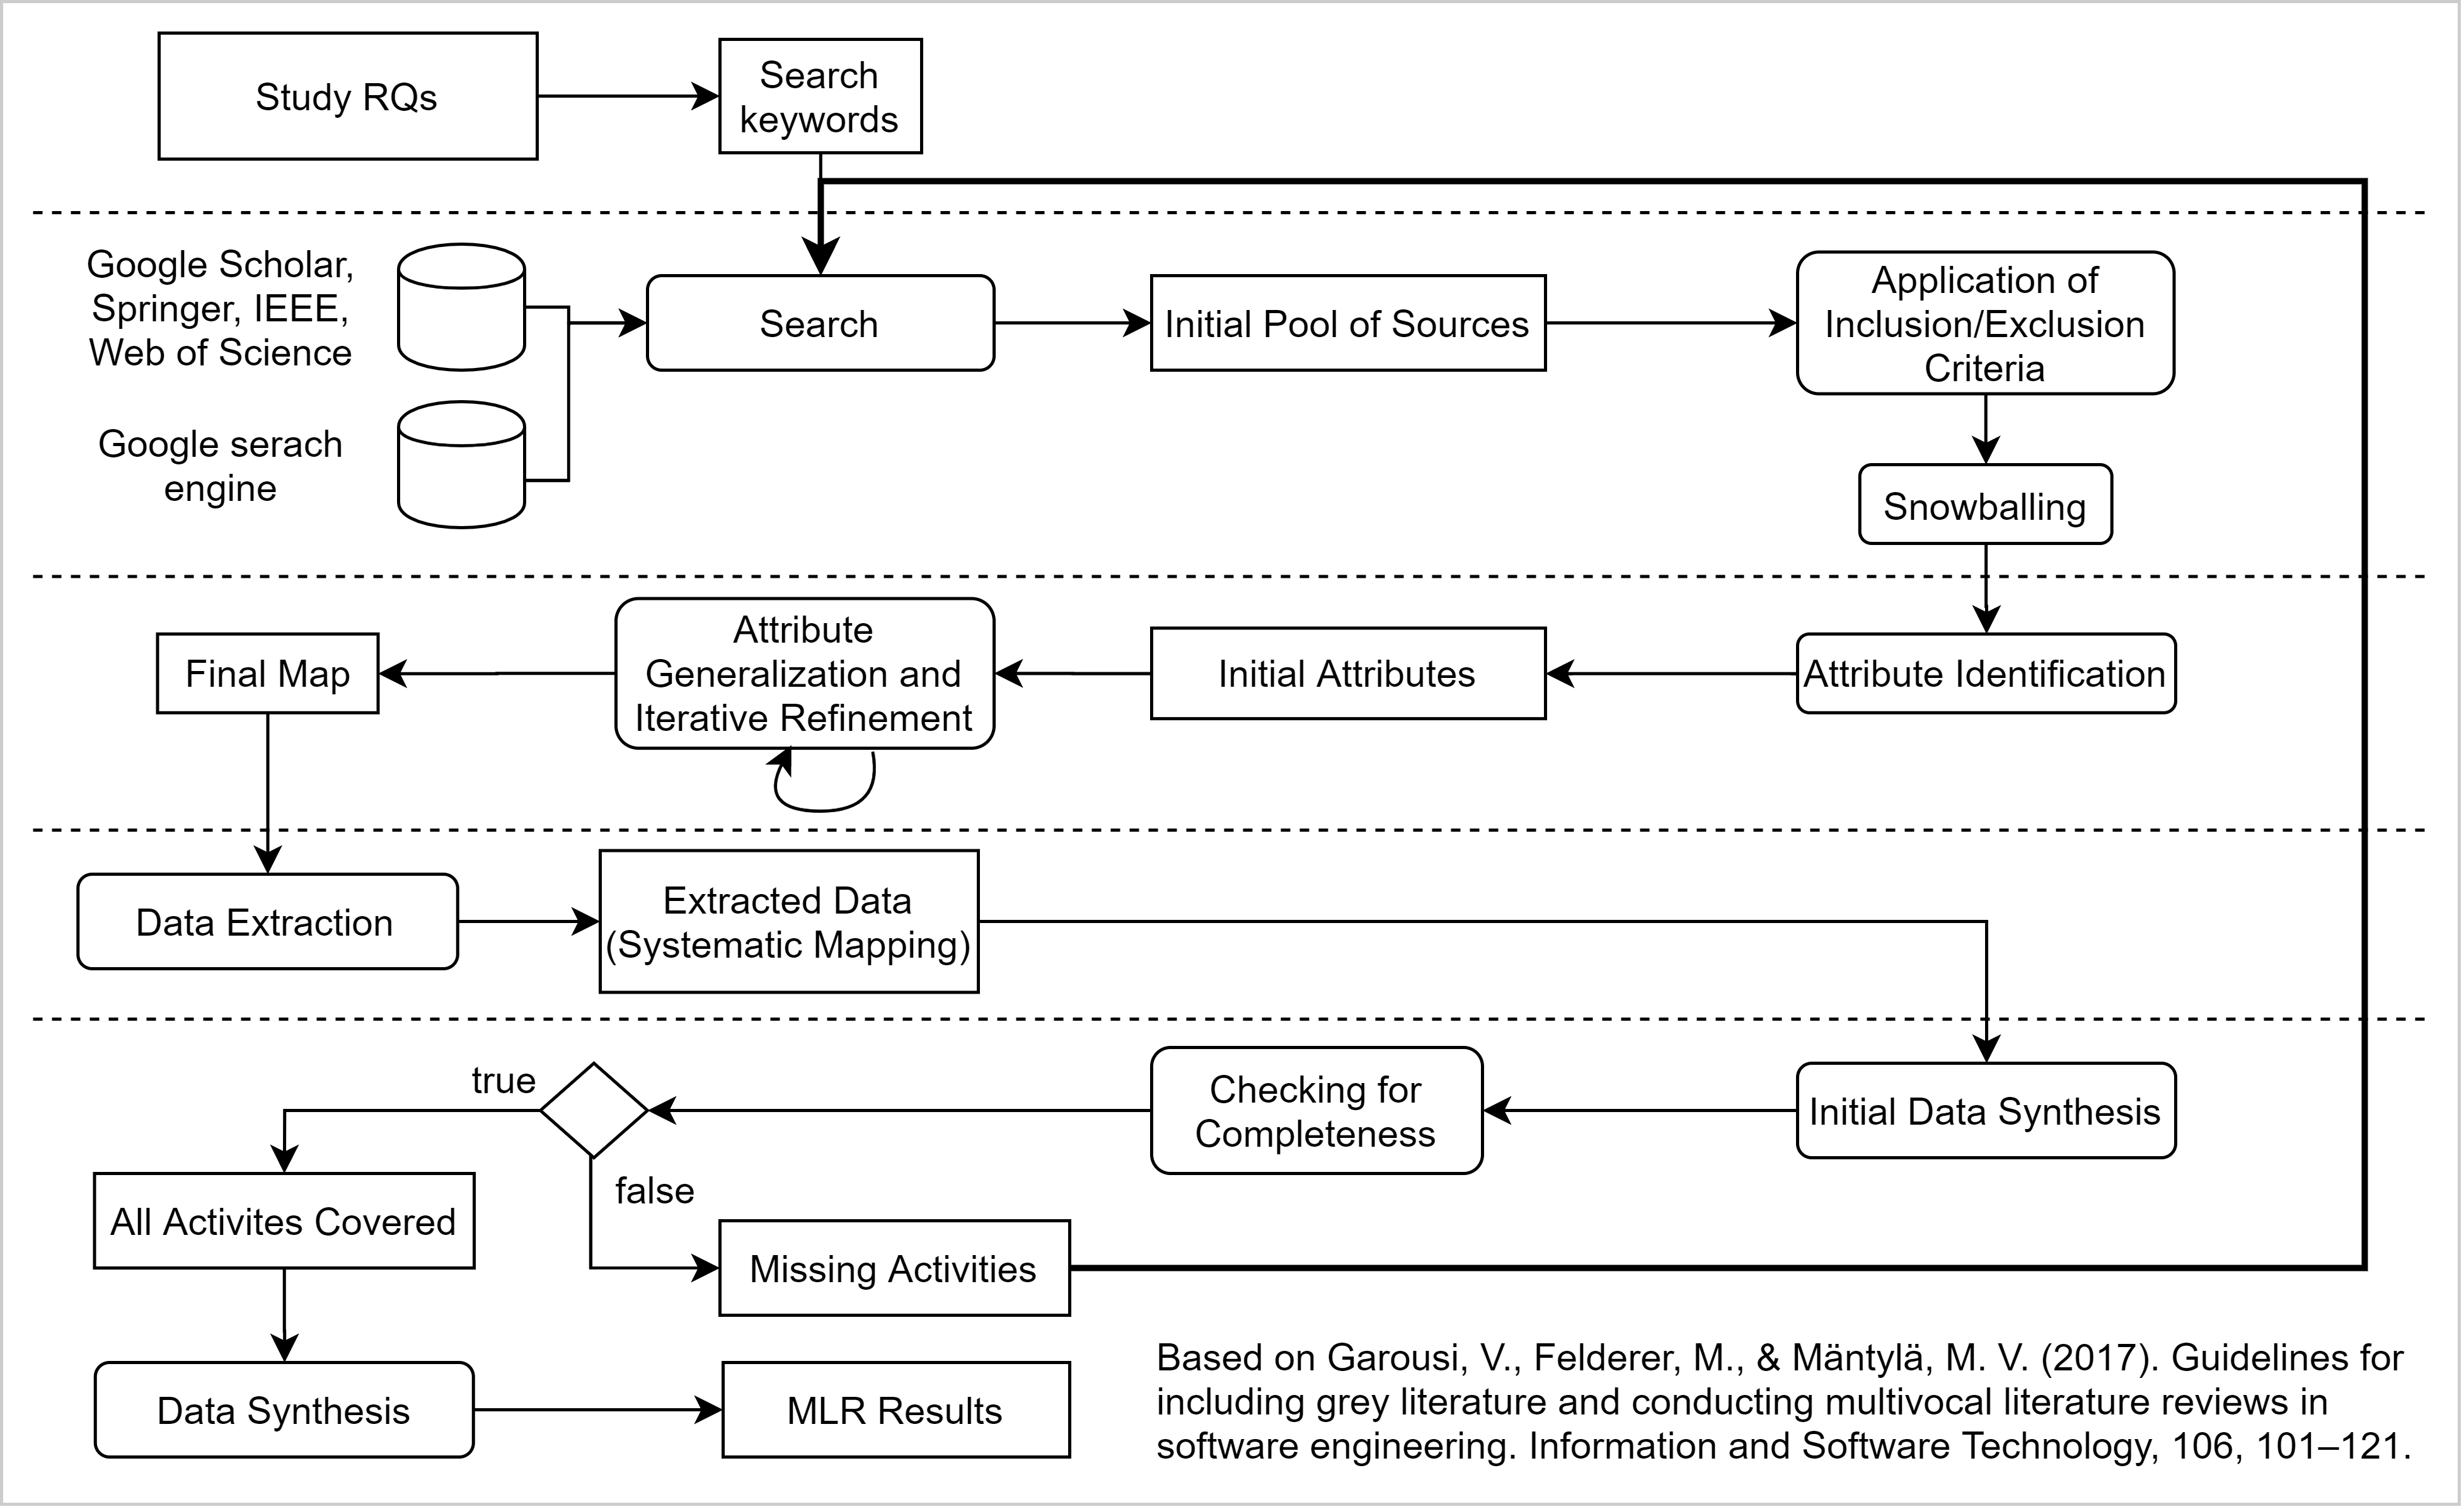 Study RQs
Search
keywords
Google Scholar,
Springer, IEEE,
Web of Science
Google serach
engine
Search
Initial Pool of Sources
Application of
Inclusion/Exclusion
Criteria
Snowballing
Attribute Identification
Initial Attributes
Attribute
Generalization and
Iterative Refinement
Final Map
Data Extraction
Extracted Data
(Systematic Mapping)
Initial Data Synthesis
Checking for
Completeness
true
false
All Activites Covered
Missing Activities
Data Synthesis
MLR Results
Based on Garousi, V., Felderer, M., & Mäntylä, M. V. (2017). Guidelines for
including grey literature and conducting multivocal literature reviews in
software engineering. Information and Software Technology, 106, 101–121.